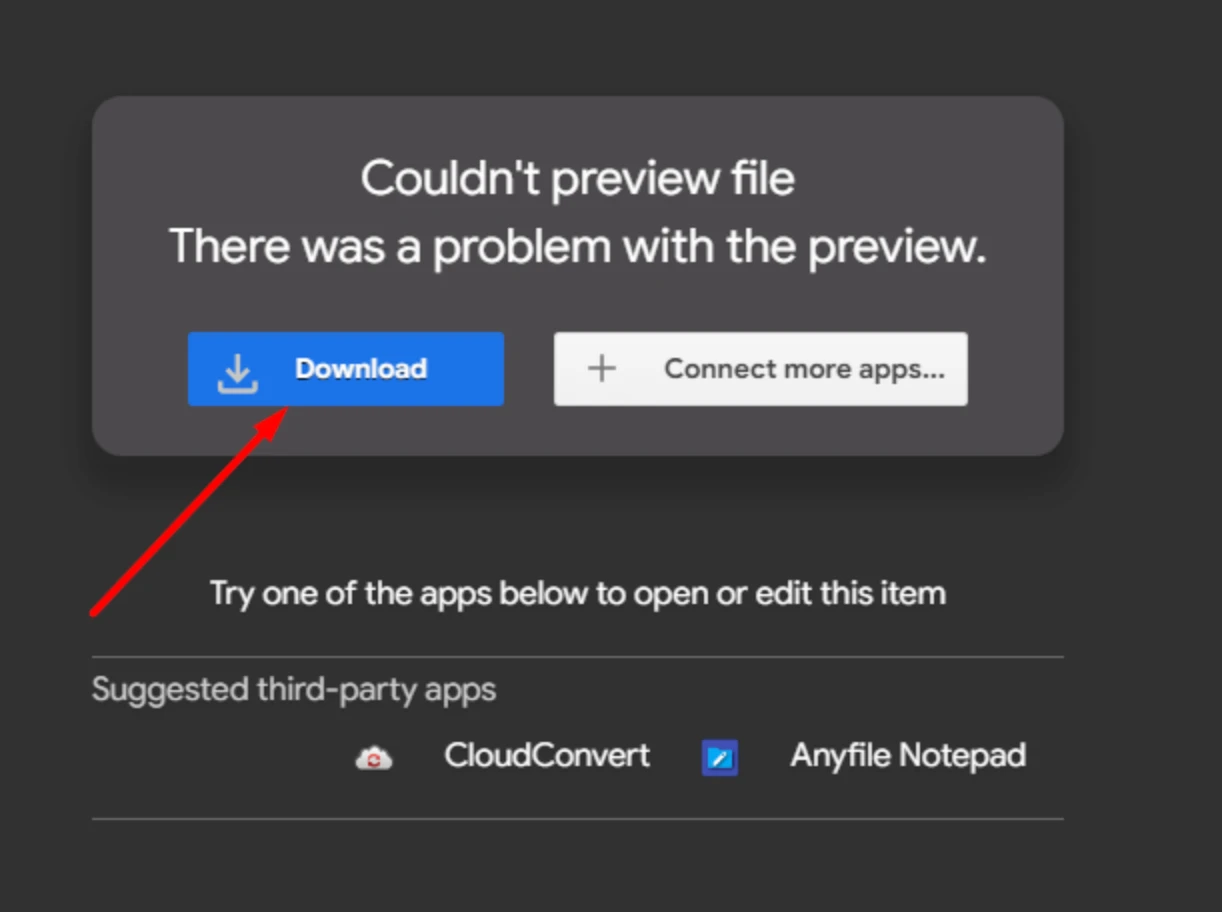 Couldn't preview file
There was a problem with the preview.
Download
Connect more apps...
Try one of the apps below to open or edit this item
Suggested third-party apps
CloudConvert
Anyfile Notepad